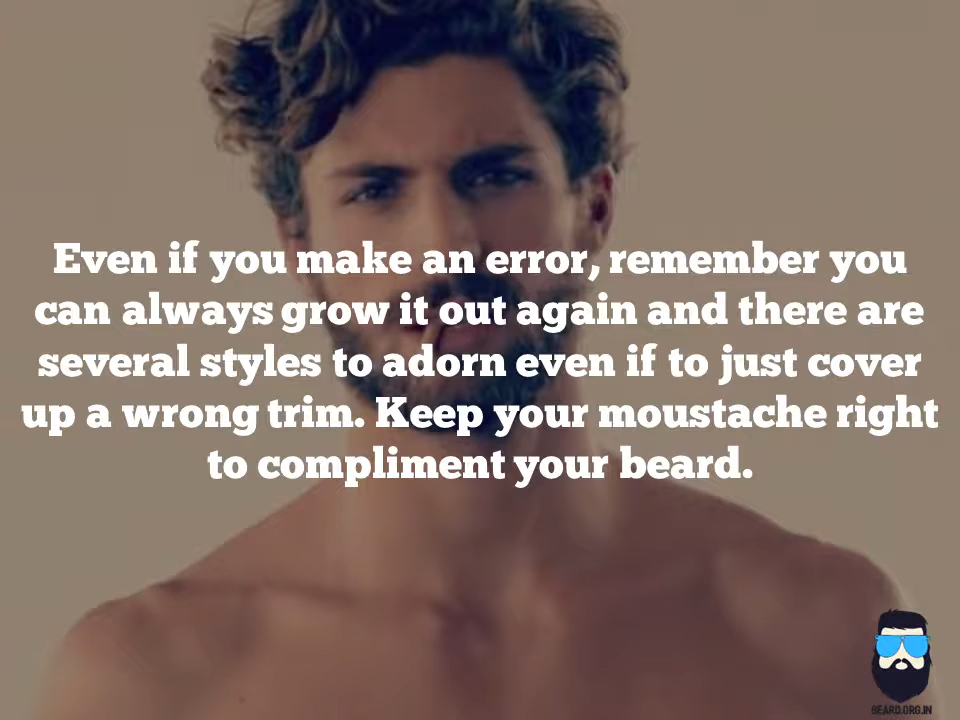 Even if you make an error, remember you
can always grow it out again and there are
several styles to adorn even if to just cover
up a wrong trim. Keep your moustache right
to compliment your beard.
BEARD.ORG.IN